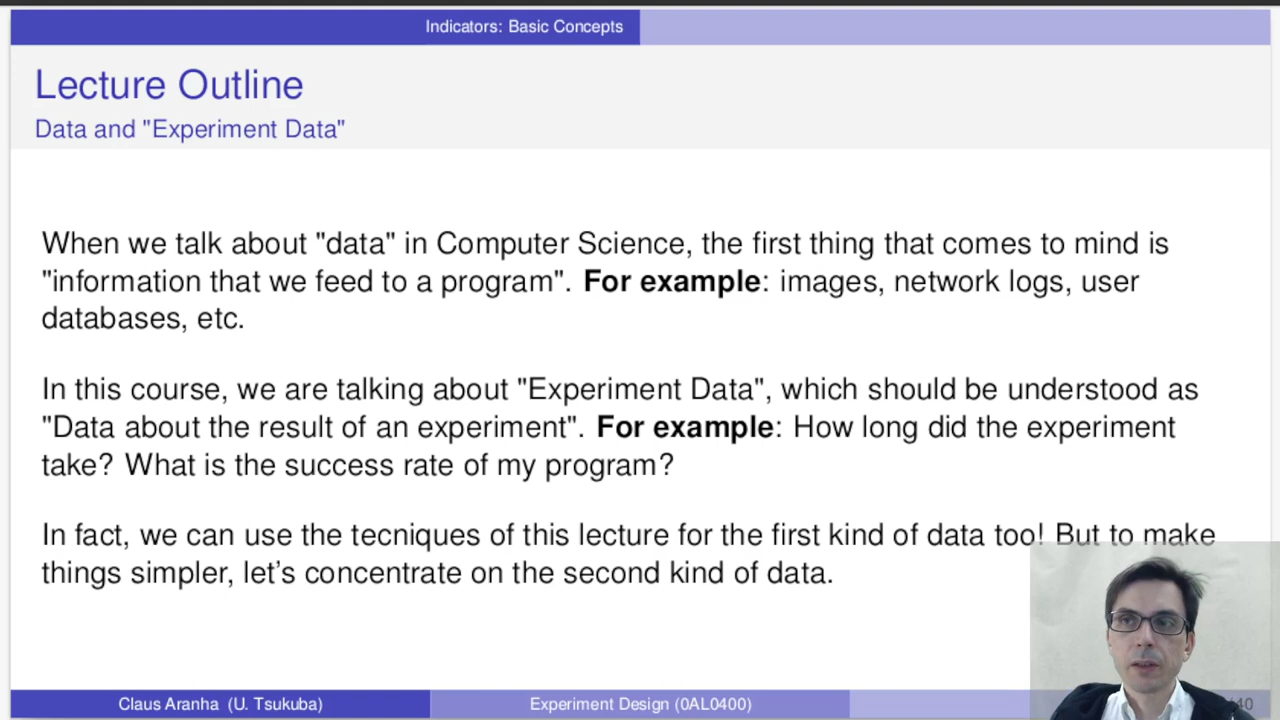 Indicators: Basic Concepts
Lecture Outline
Data and "Experiment Data"
When we talk about "data" in Computer Science, the first thing that comes to mind is
"information that we feed to a program". For example: images, network logs, user
databases, etc.
In this course, we are talking about "Experiment Data", which should be understood as
"Data about the result of an experiment". For example: How long did the experiment
take? What is the success rate of my program?
In fact, we can use the tecniques of this lecture for the first kind of data too! But to make
things simpler, let's concentrate on the second kind of data.
Claus Aranha (U. Tsukuba)
Experiment Design (0AL0400)